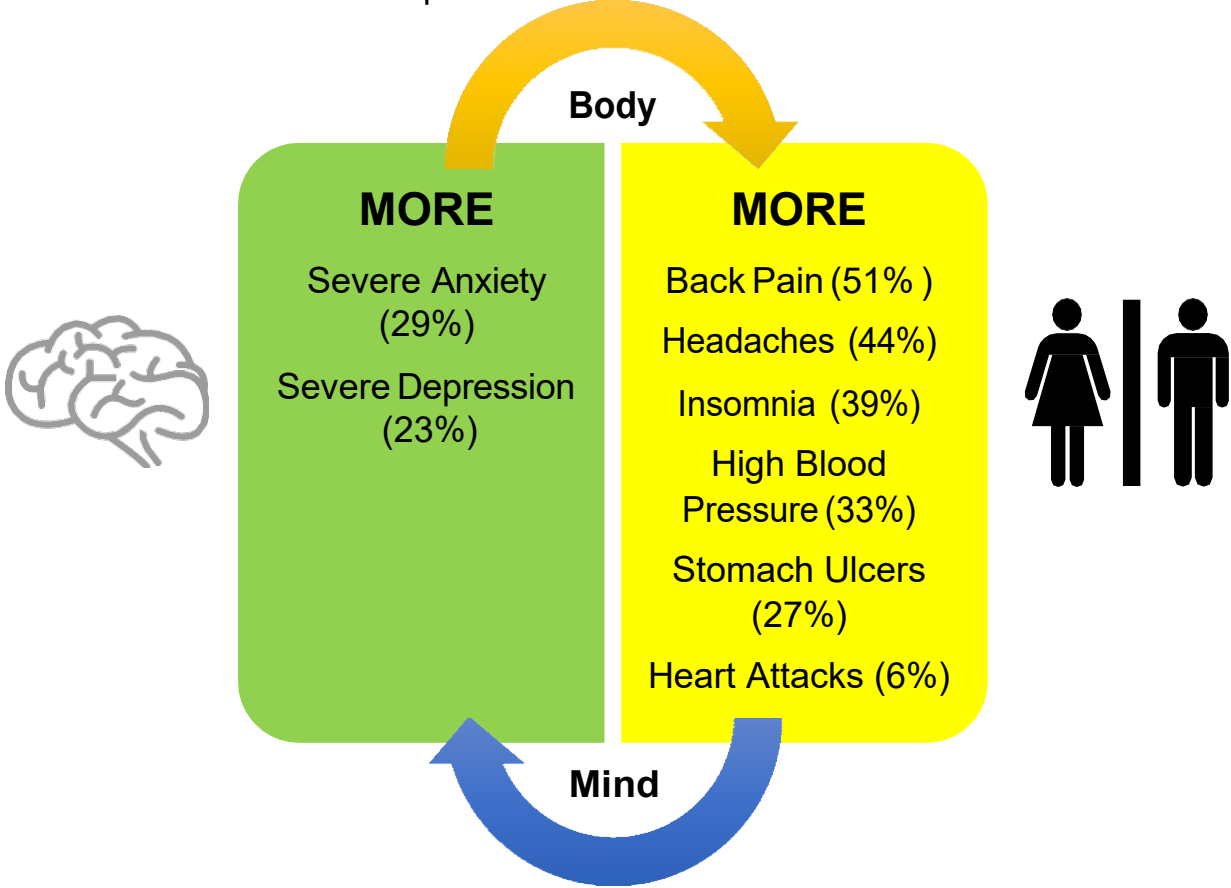 Body
MORE
Severe Anxiety
(29%)
Severe Depression
(23%)
MORE
Back Pain (51% )
Headaches (44%)
Insomnia (39%)
High Blood
Pressure (33%)
Stomach Ulcers
(27%)
Heart Attacks (6%)
Mind